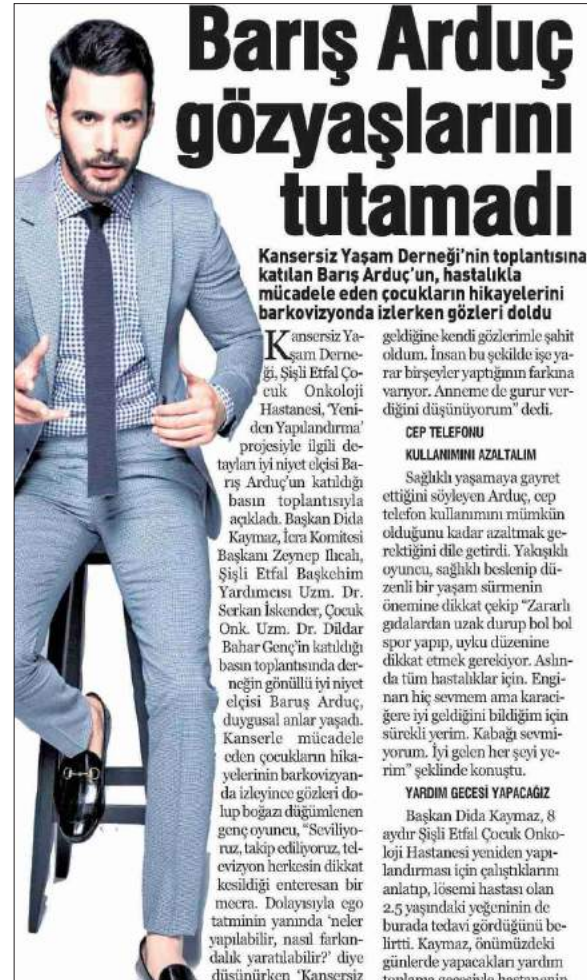 Barış Arduç
gözyaşlarını
tutamadı
Kansersiz Yaşam Derneği'nin toplantısına
katılan Barış Arduç'un, hastalıkla
mücadele eden çocukların hikayelerini
barkovizyonda izlerken gözleri doldu
Kansersiz Ya-
şam Derne-
ği, Şişli Etfal Ço-
cuk Onkoloji
Hastanesi, 'Yeni-
den Yapılandırma'
projesiyle ilgili de-
tayları iyi niyet elçisi Ba-
rış Arduç'un katıldığı
basın toplantısıyla
açıkladı. Başkan Dida
Kaymaz, İcra Komitesi
Başkanı Zeynep Ilıcalı,
Şişli Etfal Başkehim
Yardımcısı Uzm. Dr.
Serkan İskender, Çocuk
Onk. Uzm. Dr. Dildar
Bahar Genç'in katıldığı
basın toplantısında der-
neğin gönüllü iyi niyet
elçisi Baruş Arduç,
duygusal anlar yaşadı.
Kanserle mücadele
eden çocukların hika-
yelerinin barkovizyan-
da izleyince gözleri do-
lup boğazı düğümlenen
genç oyuncu, "Seviliyo-
ruz, takip ediliyoruz, tel-
evizyon herkesin dikkat
kesildiği enteresan bir
mecra. Dolayısıyla ego
tatminin yanında 'neler
yapılabilir, nasıl farkın-
dalık yaratılabilir?' diye
düşünürken 'Kansersiz
geldiğine kendi gözlerimle şahit
oldum. İnsan bu şekilde işe ya-
rar birşeyler yaptığının farkına
varıyor. Anneme de gurur ver-
diğini düşünüyorum" dedi.
CEP TELEFONU
KULLANIMINI AZALTALIM
Sağlıklı yaşamaya gayret
ettiğini söyleyen Arduç, cep
telefon kullanımını mümkün
olduğunu kadar azaltmak ge-
rektiğini dile getirdi. Yakışıklı
oyuncu, sağlıklı beslenip dü-
zenli bir yaşam sürmenin
önemine dikkat çekip "Zararlı
gıdalardan uzak durup bol bol
spor yapıp, uyku düzenine
dikkat etmek gerekiyor. Aslın-
da tüm hastalıklar için. Engi-
narı hiç sevmem ama karaci-
ğere iyi geldiğini bildiğim için
sürekli yerim. Kabağı sevmi-
yorum. İyi gelen her şeyi ye-
rim" şeklinde konuştu.
YARDIM GECESİ YAPACAĞIZ
Başkan Dida Kaymaz, 8
aydır Şişli Etfal Çocuk Onko-
loji Hastanesi yeniden yapı-
landırması için çalıştıklarını
anlatıp, lösemi hastası olan
2.5 yaşındaki yeğeninin de
burada tedavi gördüğünü be-
lirtti. Kaymaz, önümüzdeki
günlerde yapacakları yardım
toplama gecesiyle hastanenin